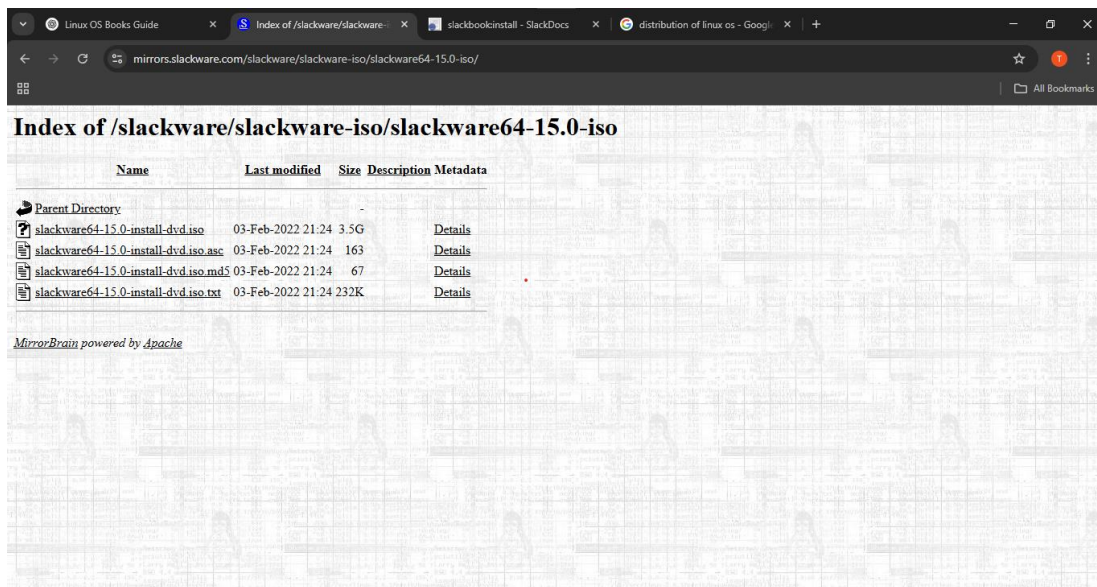 Linux OS Books Guide
Index of /slackware/slackware-
slackbookinstall - SlackDocs
distribution of linux os - Google
mirrors.slackware.com/slackware/slackware-iso/slackware64-15.0-iso/
T
All Bookmarks
Index of /slackware/slackware-iso/slackware64-15.0-iso
Name Last modified Size Description Metadata
Parent Directory -
slackware64-15.0-install-dvd.iso 03-Feb-2022 21:24 3.5G Details
slackware64-15.0-install-dvd.iso.asc 03-Feb-2022 21:24 163 Details
slackware64-15.0-install-dvd.iso.md5 03-Feb-2022 21:24 67 Details
slackware64-15.0-install-dvd.iso.txt 03-Feb-2022 21:24 232K Details
MirrorBrain powered by Apache